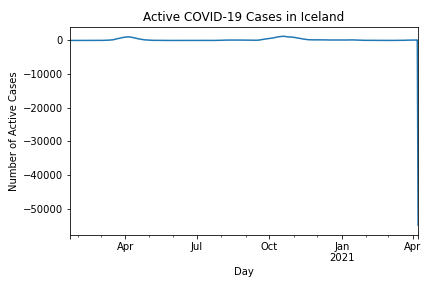 Active COVID-19 Cases in Iceland
Number of Active Cases
0
−10000
−20000
−30000
−40000
−50000
Apr
Jul
Oct
Jan
2021
Apr
Day